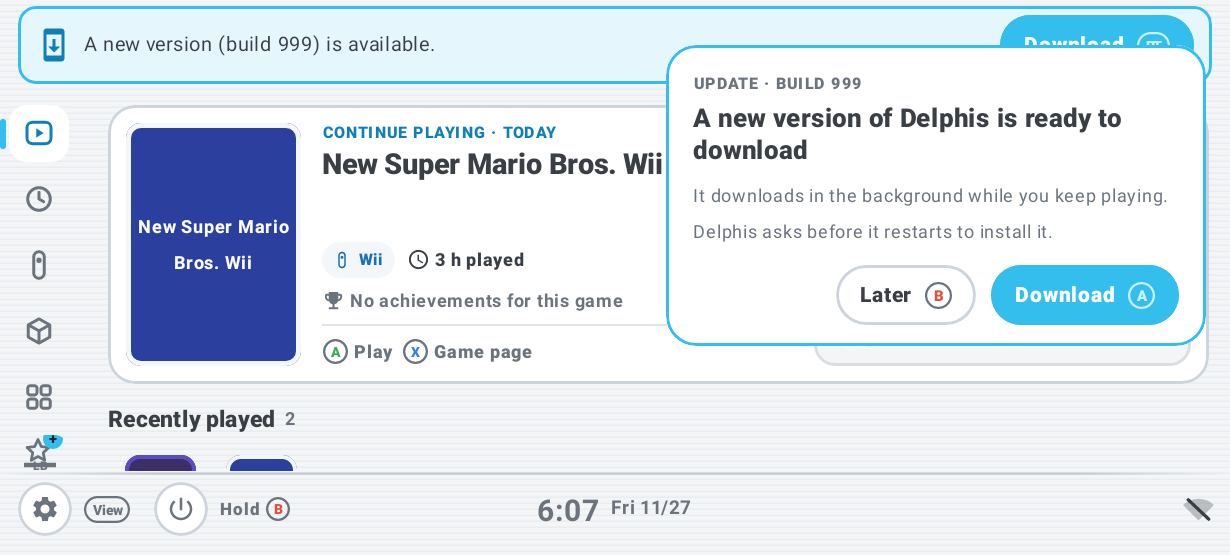 A new version (build 999) is available.
Download
UPDATE · BUILD 999
A new version of Delphis is ready to
download
It downloads in the background while you keep playing.
Delphis asks before it restarts to install it.
Later B
Download A
CONTINUE PLAYING · TODAY
New Super Mario Bros. Wii
New Super Mario
Bros. Wii
Wii
3 h played
No achievements for this game
A Play X Game page
Recently played 2
View
Hold B
6:07 Fri 11/27